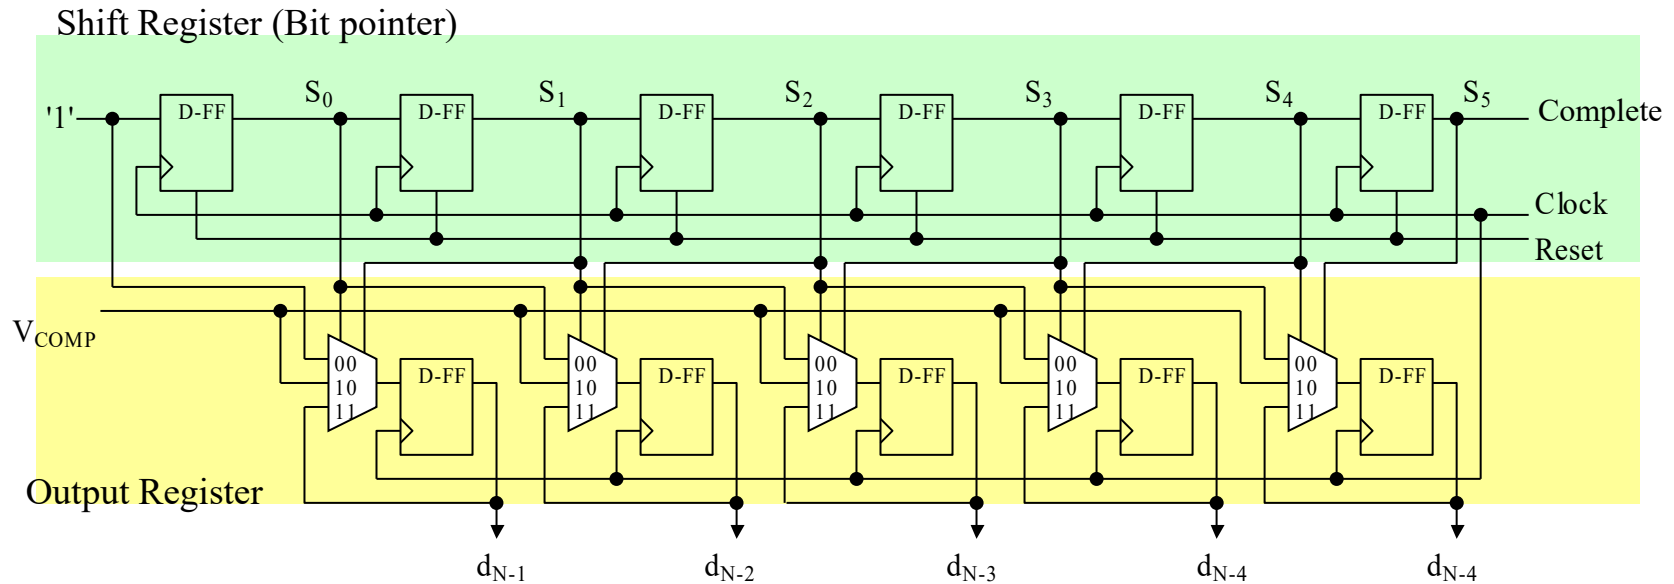 Shift Register (Bit pointer)
'1' D-FF S0 D-FF S1 D-FF S2 D-FF S3 D-FF S4 D-FF S5 Complete
Clock
Reset
VCOMP
00 00 00 00 00
D-FF D-FF D-FF D-FF D-FF
10 10 10 10 10
11 11 11 11 11
Output Register
dN-1 dN-2 dN-3 dN-4 dN-4